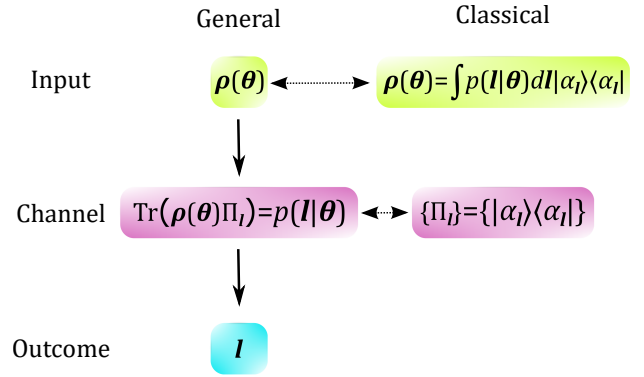 General Classical
Input ρ(θ) ρ(θ)=∫p(l|θ)dl|α_l⟩⟨α_l|
Channel Tr(ρ(θ)Π_l)=p(l|θ) {Π_l}={|α_l⟩⟨α_l|}
Outcome l